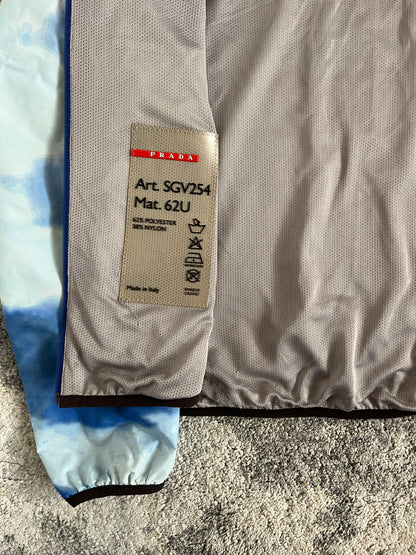 PRADA
Art. SGV254
Mat. 62U
62% POLYESTER
38% NYLON
Made in Italy